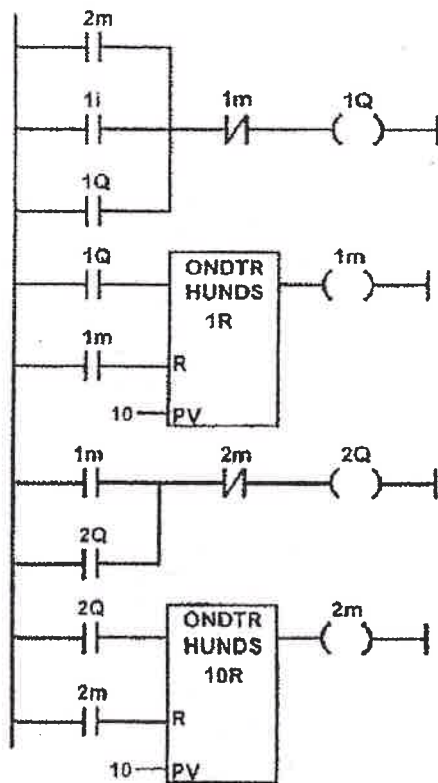 2m
1i 1m 1Q
1Q
1Q ONDTR 1m
HUNDS
1R
1m R
10 PV
1m 2m 2Q
2Q
2Q ONDTR 2m
HUNDS
10R
2m R
10 PV